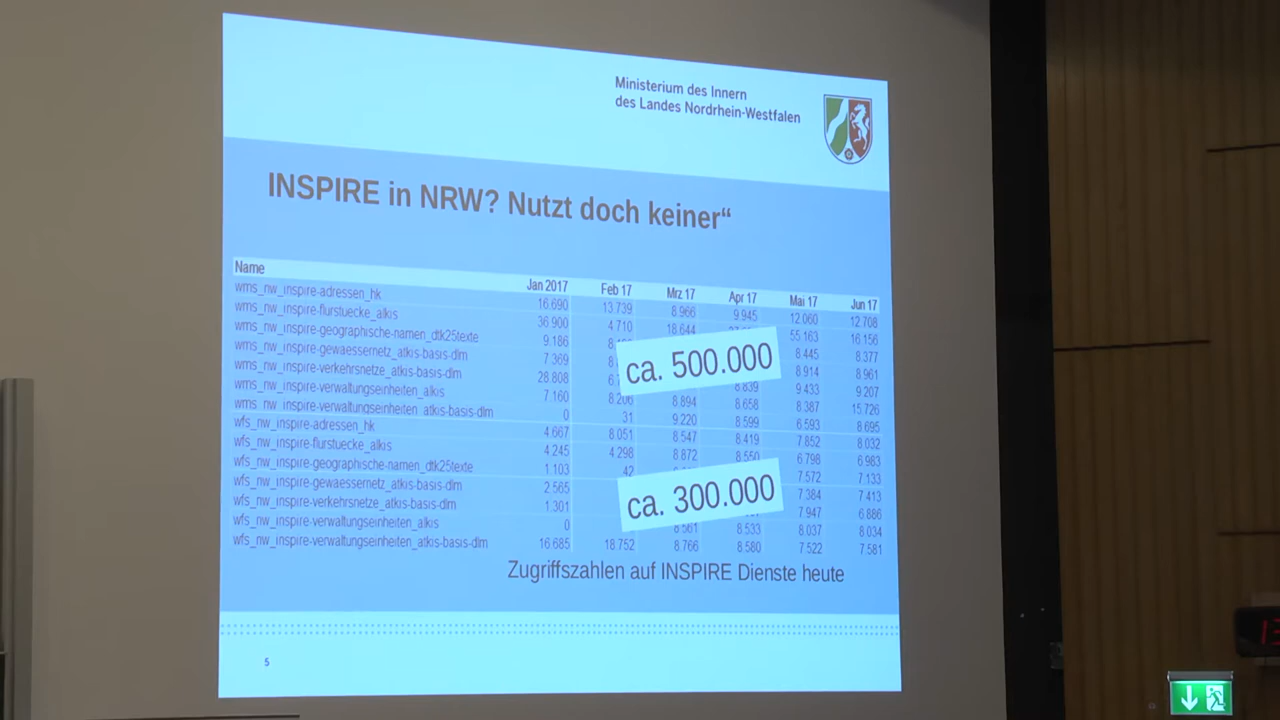 Ministerium des Innern
des Landes Nordrhein-Westfalen
INSPIRE in NRW? Nutzt doch keiner“
Name Jan 2017 Feb 17 Mrz 17 Apr 17 Mai 17 Jun 17
wms_nw_inspire-adressen_hk 16.690 13.739 8.966 9.945 12.060 12.708
wms_nw_inspire-flurstuecke_alkis 36.900 4.710 18.644 55.163 16.156
wms_nw_inspire-geographische-namen_dtk25texte 9.186 8.445 8.377
wms_nw_inspire-gewaessernetz_atkis-basis-dlm 7.369 8.914 8.961
wms_nw_inspire-verkehrsnetze_atkis-basis-dlm 28.808 8.839 9.433 9.207
wms_nw_inspire-verwaltungseinheiten_alkis 7.160 8.206 8.894 8.658 8.387 15.726
wms_nw_inspire-verwaltungseinheiten_atkis-basis-dlm 0 31 9.220 8.599 6.593 8.695
wfs_nw_inspire-adressen_hk 4.667 8.051 8.547 8.419 7.852 8.032
wfs_nw_inspire-flurstuecke_alkis 4.245 4.298 8.872 8.550 6.798 6.983
wfs_nw_inspire-geographische-namen_dtk25texte 1.103 42 7.572 7.133
wfs_nw_inspire-gewaessernetz_atkis-basis-dlm 2.565 7.384 7.413
wfs_nw_inspire-verkehrsnetze_atkis-basis-dlm 1.301 7.947 6.886
wfs_nw_inspire-verwaltungseinheiten_alkis 0 8.561 8.533 8.037 8.034
wfs_nw_inspire-verwaltungseinheiten_atkis-basis-dlm 16.685 18.752 8.766 8.580 7.522 7.581
ca. 500.000
ca. 300.000
Zugriffszahlen auf INSPIRE Dienste heute
5